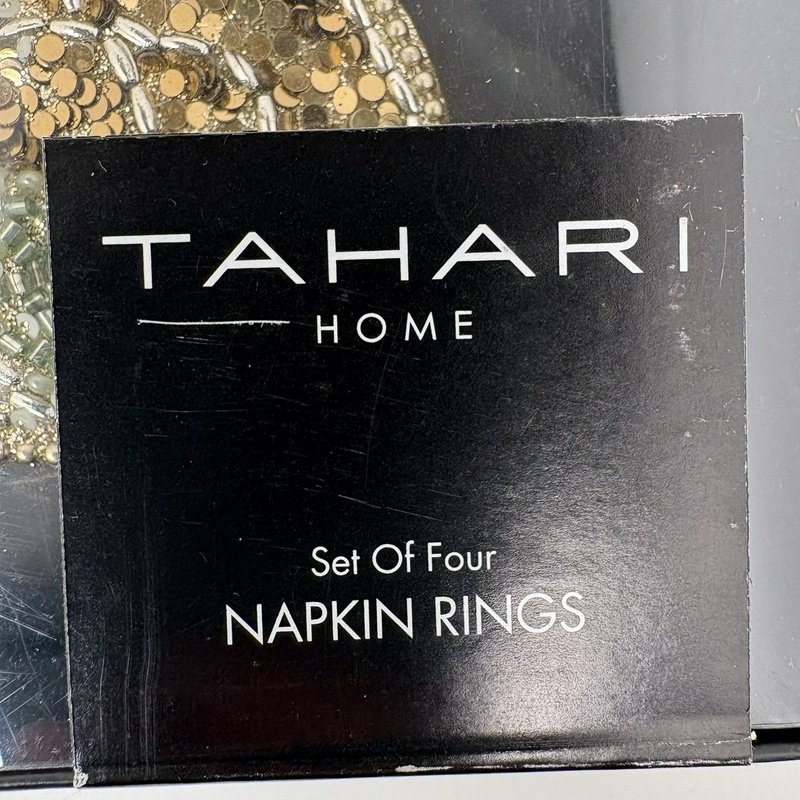 TAHARI
HOME
Set Of Four
NAPKIN RINGS